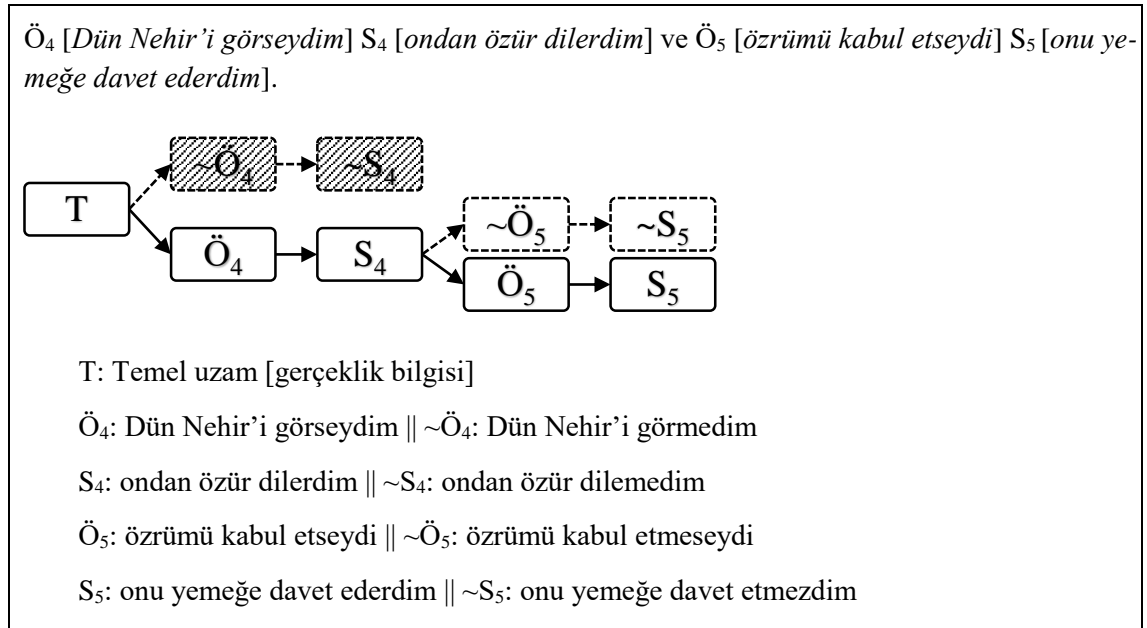 Ö₄ [Dün Nehir’i görseydim] S₄ [ondan özür dilerdim] ve Ö₅ [özrümü kabul etseydi] S₅ [onu ye-
meğe davet ederdim].
~Ö₄ ~S₄
T
~Ö₅ ~S₅
Ö₄ S₄
Ö₅ S₅
T: Temel uzam [gerçeklik bilgisi]
Ö₄: Dün Nehir’i görseydim || ~Ö₄: Dün Nehir’i görmedim
S₄: ondan özür dilerdim || ~S₄: ondan özür dilemedim
Ö₅: özrümü kabul etseydi || ~Ö₅: özrümü kabul etmeseydi
S₅: onu yemeğe davet ederdim || ~S₅: onu yemeğe davet etmezdim